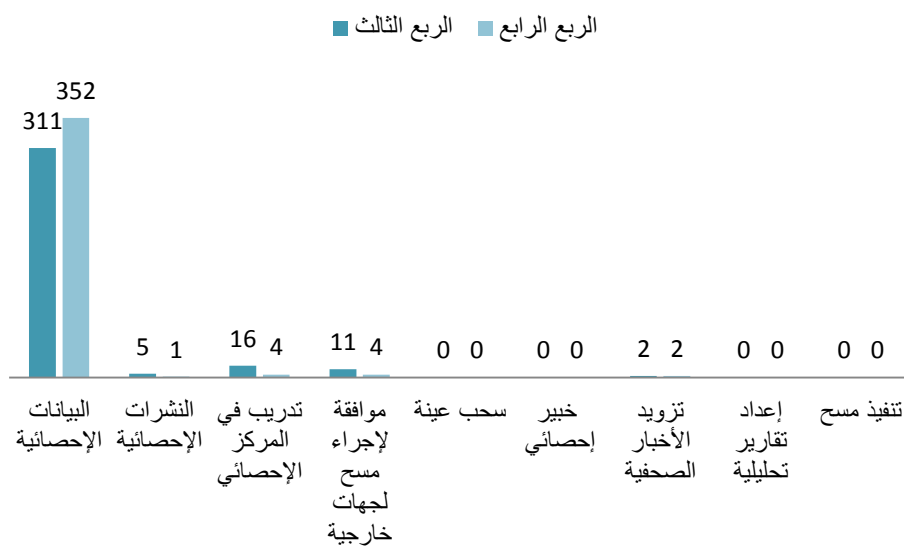 الربع الثالث الربع الرابع
352
311
5 1 16 4 11 4 0 0 0 0 2 2 0 0 0 0
البيانات الإحصائية
النشرات الإحصائية
تدريب في المركز الإحصائي
موافقة لإجراء مسح لجهات خارجية
سحب عينة
خبير إحصائي
تزويد الأخبار الصحفية
إعداد تقارير تحليلية
تنفيذ مسح